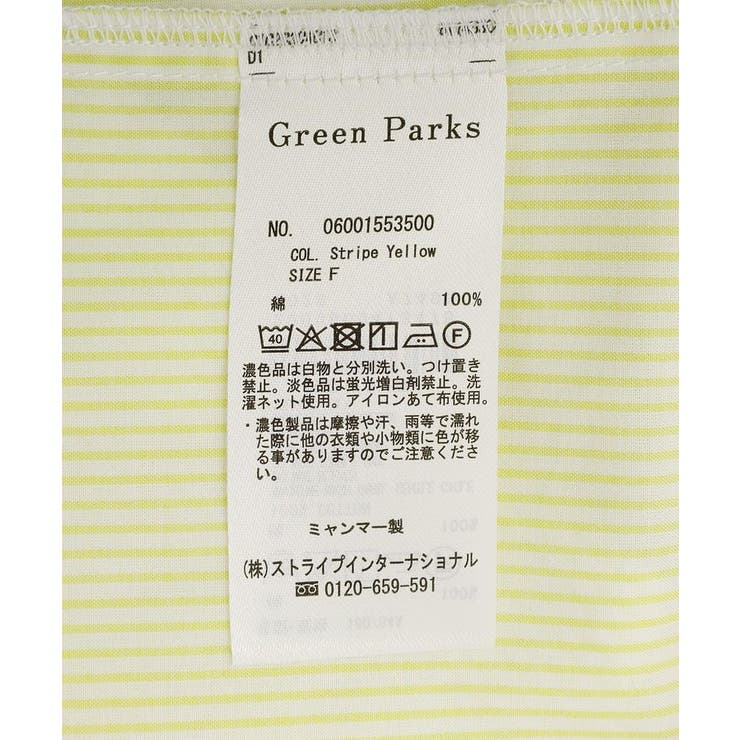 D1
Green Parks
NO. 06001553500
COL. Stripe Yellow
SIZE F
綿 100%
40 F
濃色品は白物と分別洗い。つけ置き
禁止。淡色品は蛍光増白剤禁止。洗
濯ネット使用。アイロンあて布使用。
・濃色製品は摩擦や汗、雨等で濡れ
た際に他の衣類や小物類に色が移
る事がありますのでご注意くださ
い。
ミャンマー製
(株)ストライプインターナショナル
0120-659-591